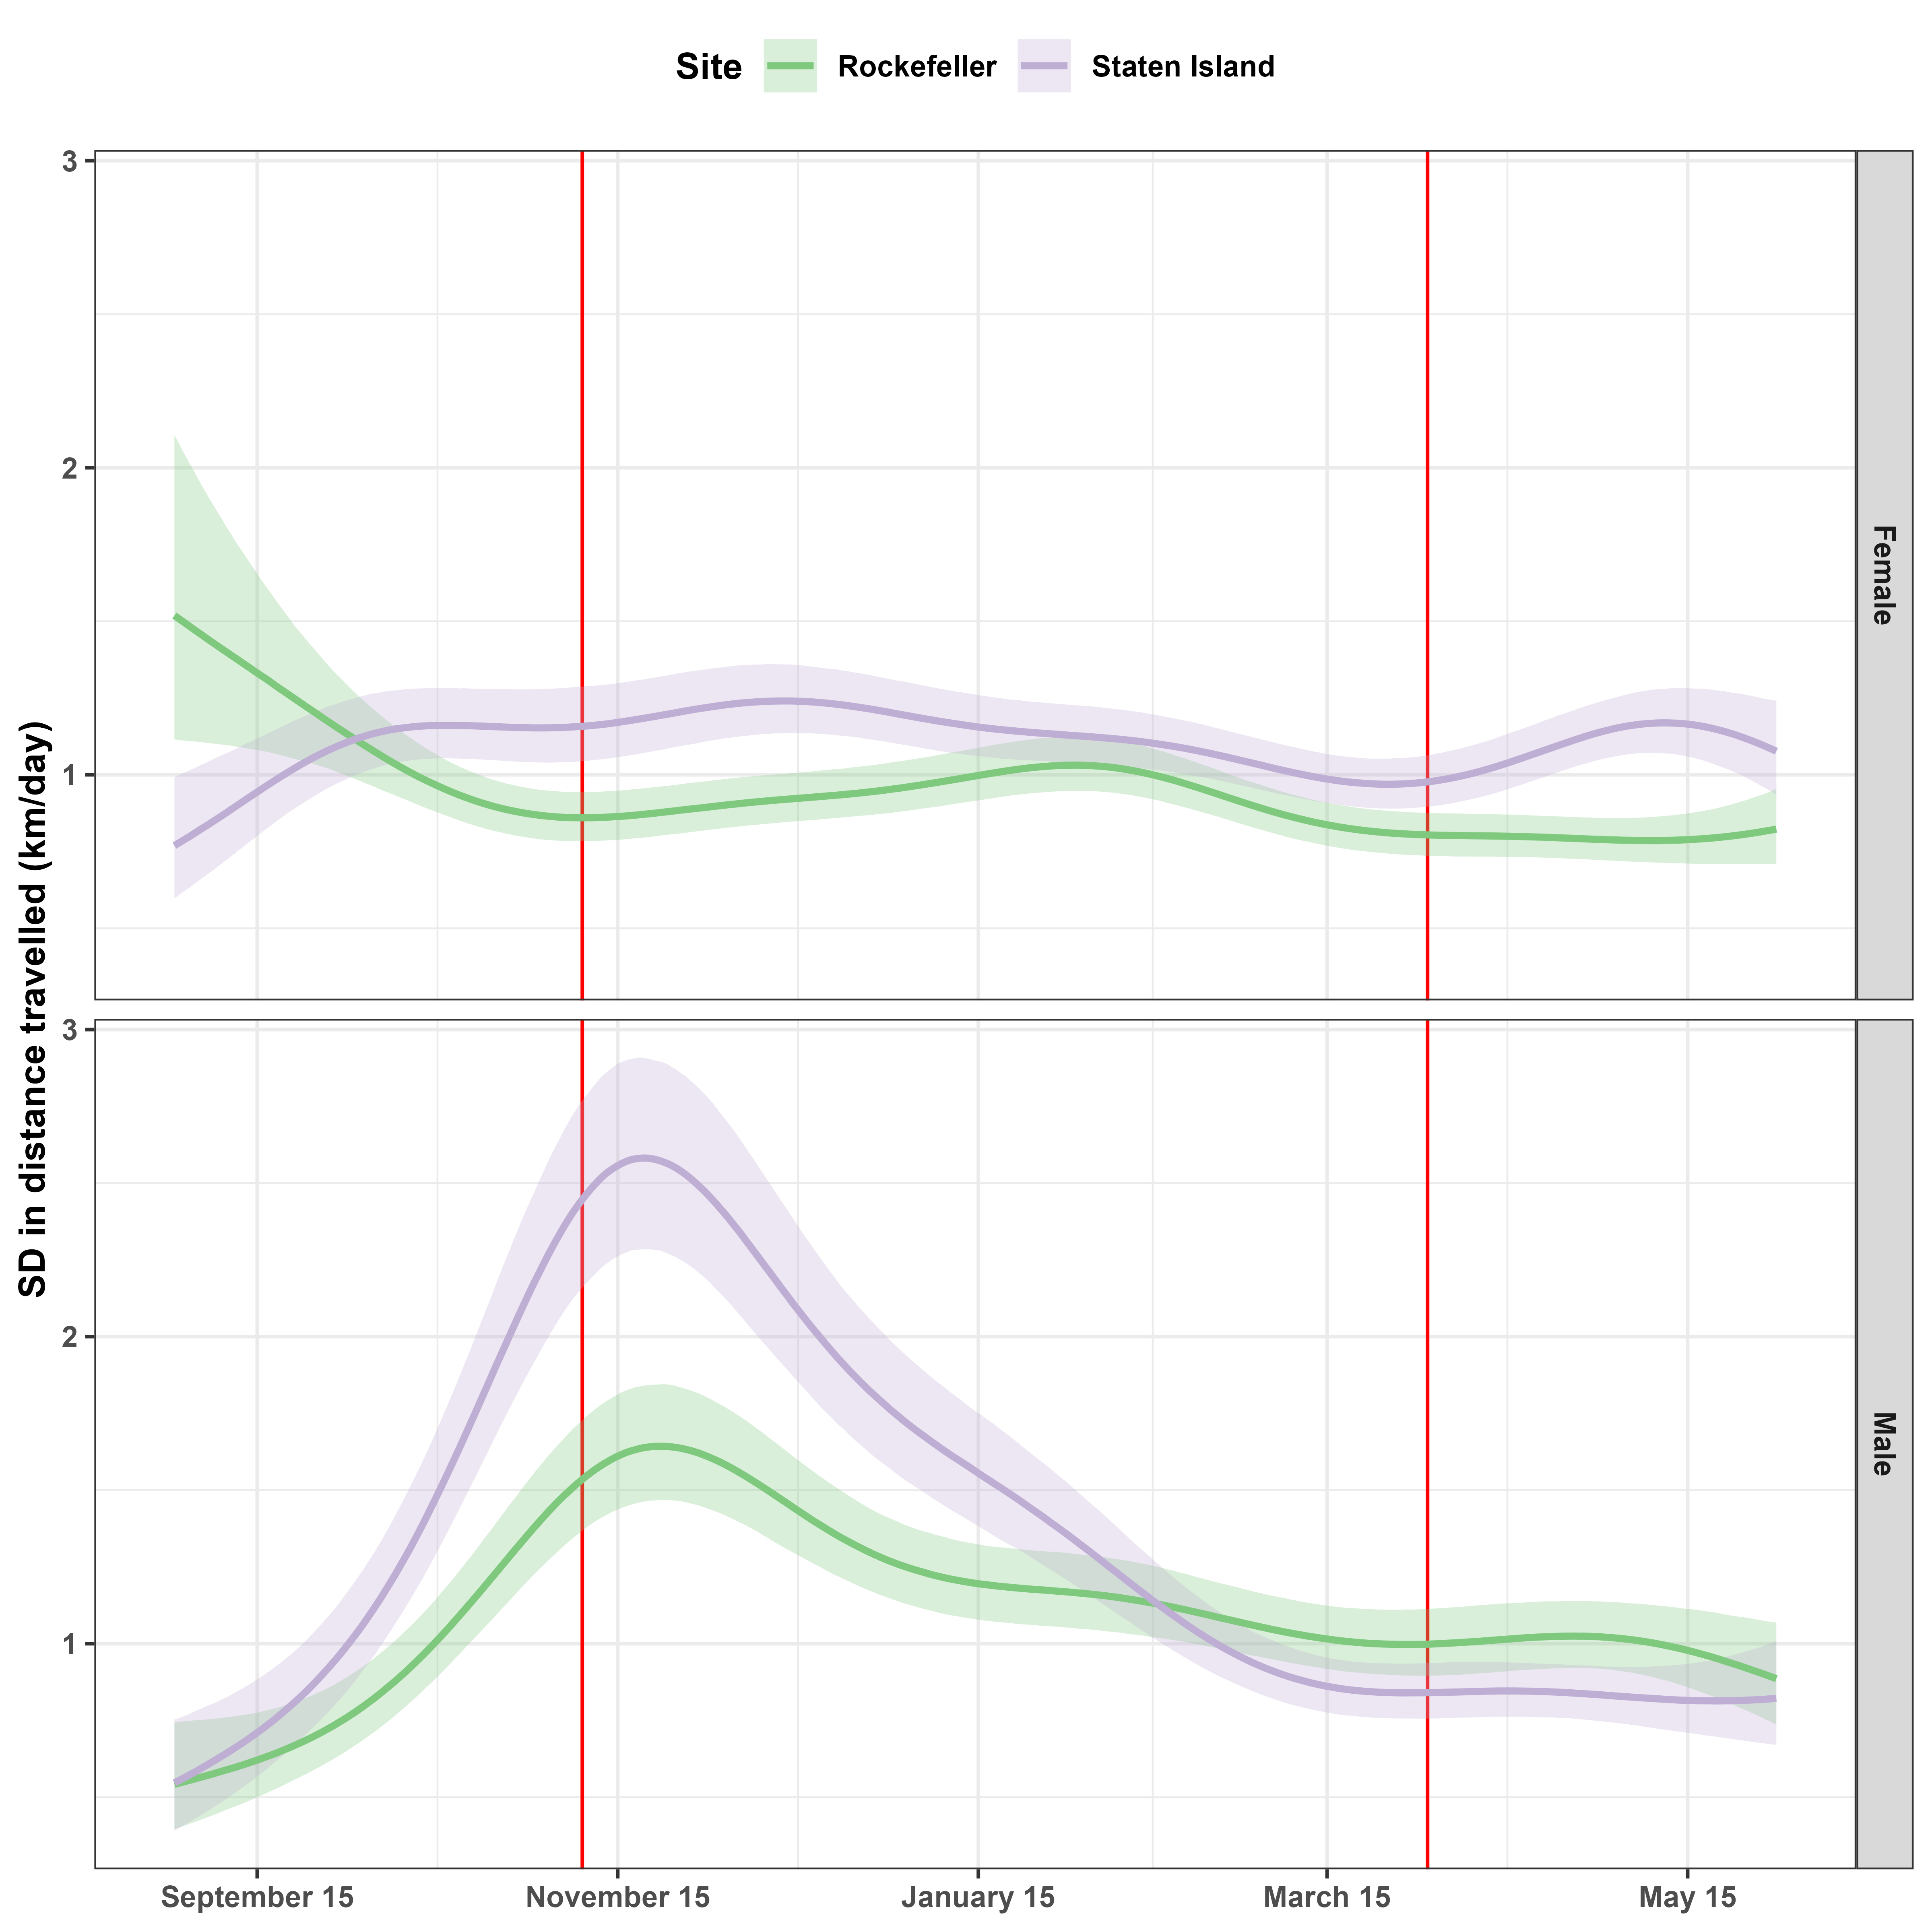 Site Rockefeller Staten Island
SD in distance travelled (km/day)
3
2
1
Female
3
2
1
Male
September 15 November 15 January 15 March 15 May 15